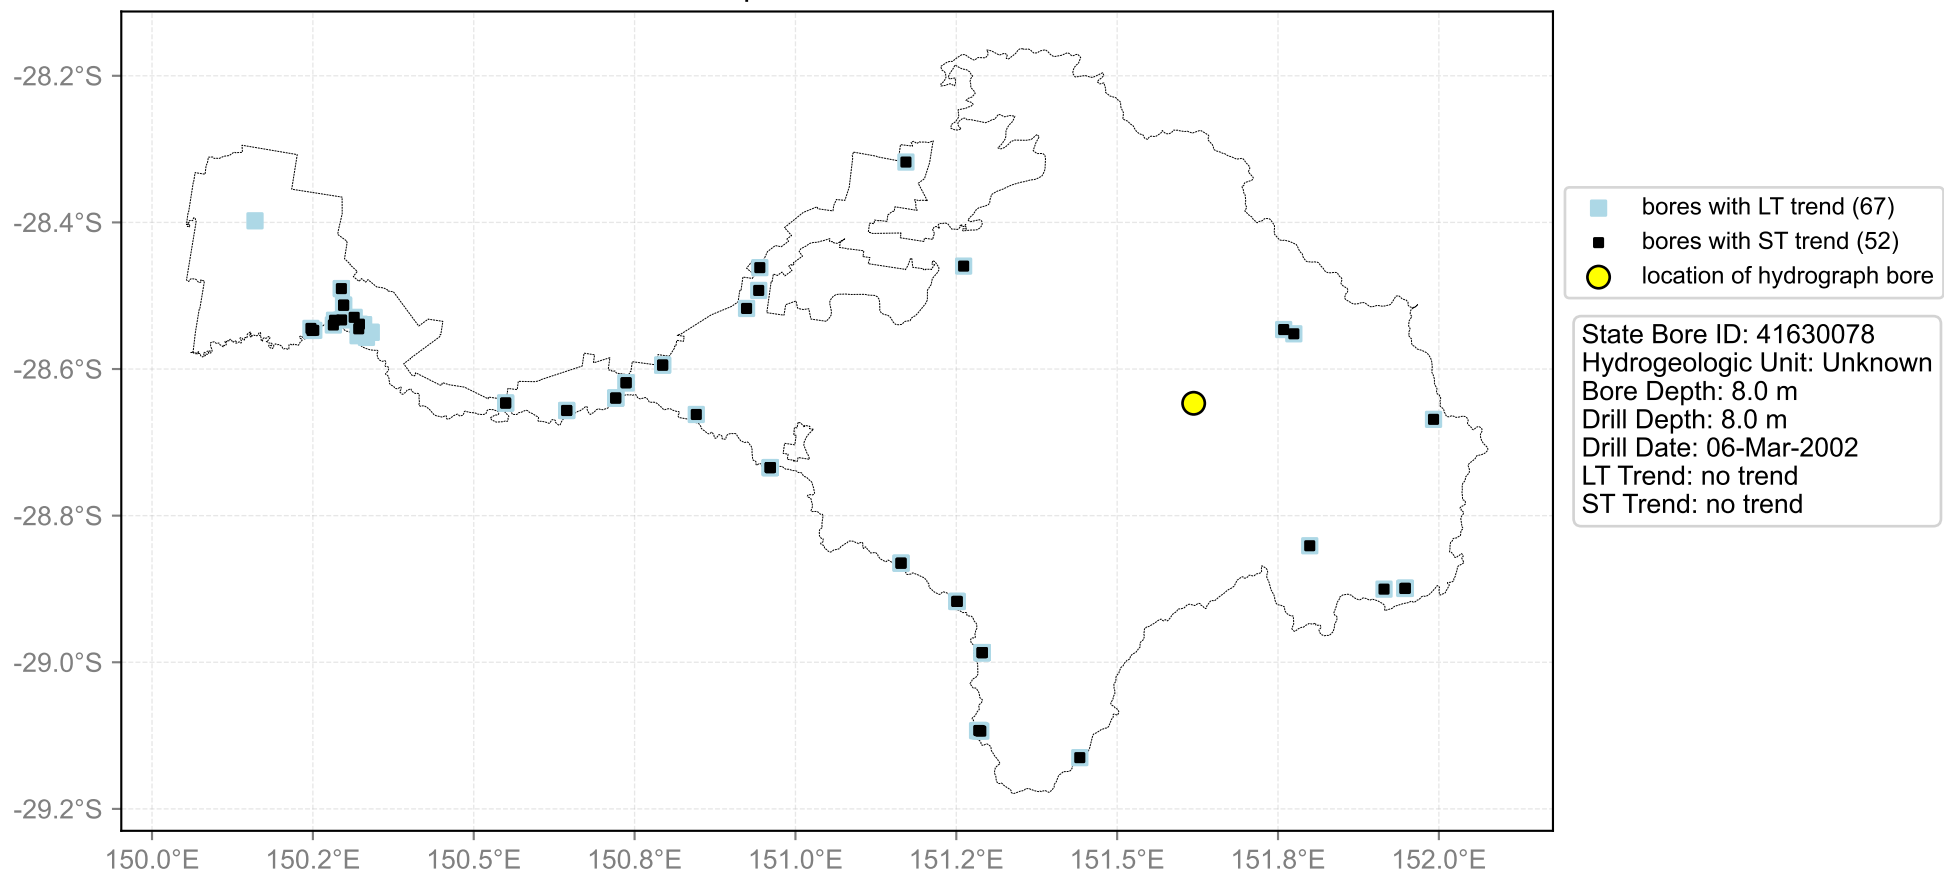 -28.2°S
-28.4°S
-28.6°S
-28.8°S
-29.0°S
-29.2°S
150.0°E 150.2°E 150.5°E 150.8°E 151.0°E 151.2°E 151.5°E 151.8°E 152.0°E
bores with LT trend (67)
bores with ST trend (52)
location of hydrograph bore
State Bore ID: 41630078
Hydrogeologic Unit: Unknown
Bore Depth: 8.0 m
Drill Depth: 8.0 m
Drill Date: 06-Mar-2002
LT Trend: no trend
ST Trend: no trend